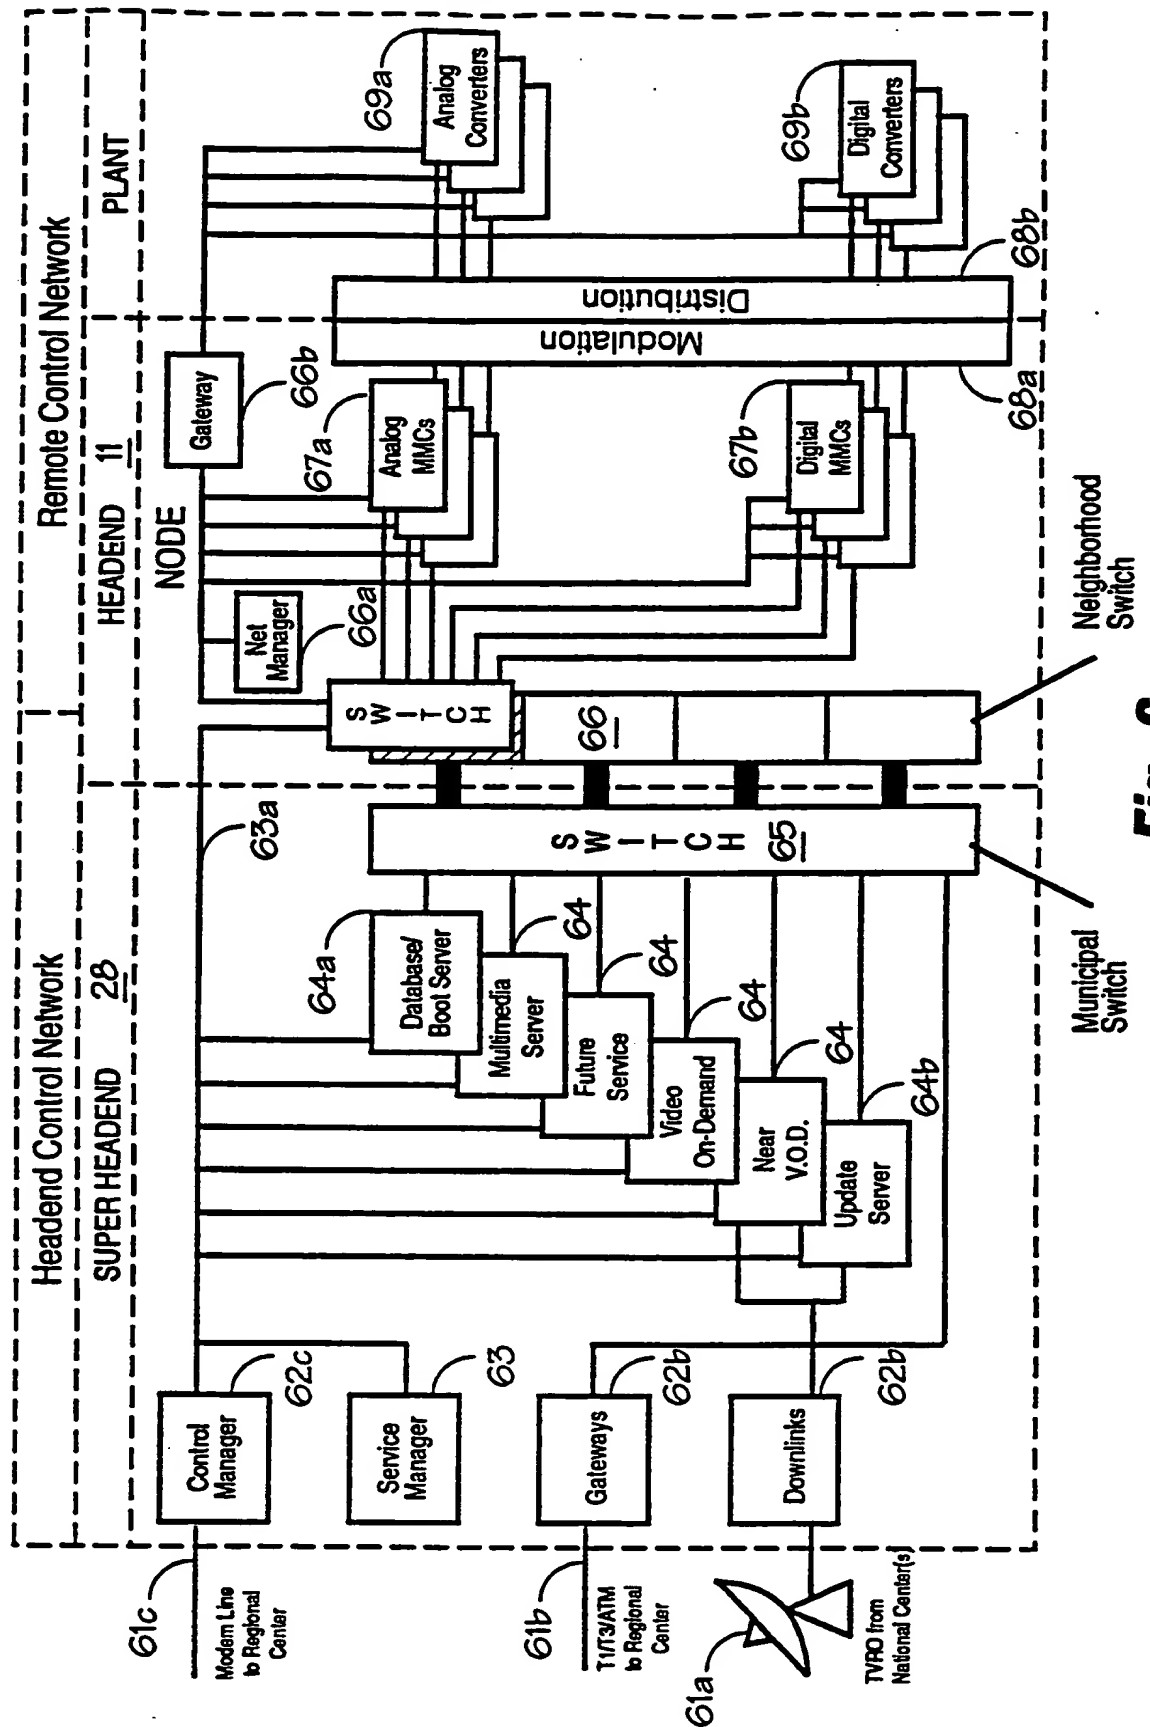 Headend Control Network
Remote Control Network
SUPER HEADEND 28
HEADEND 11
PLANT
NODE
61c
Modem Line
to Regional
Center
Control
Manager
62c
63a
Service
Manager
63
61b
T1/T3/ATM
to Regional
Center
Gateways
62b
61a
TVRO from
National Center(s)
Downlinks
62b
64a
Database/
Boot Server
Multimedia
Server
64
Future
Service
64
Video
On-Demand
64
Near
V.O.D.
64
Update
Server
64b
SWITCH
65
Municipal
Switch
SWITCH
66
Neighborhood
Switch
Net
Manager
66a
Gateway
66b
67a
Analog
MMCs
67b
Digital
MMCs
Modulation
68a
Distribution
68b
69a
Analog
Converters
69b
Digital
Converters